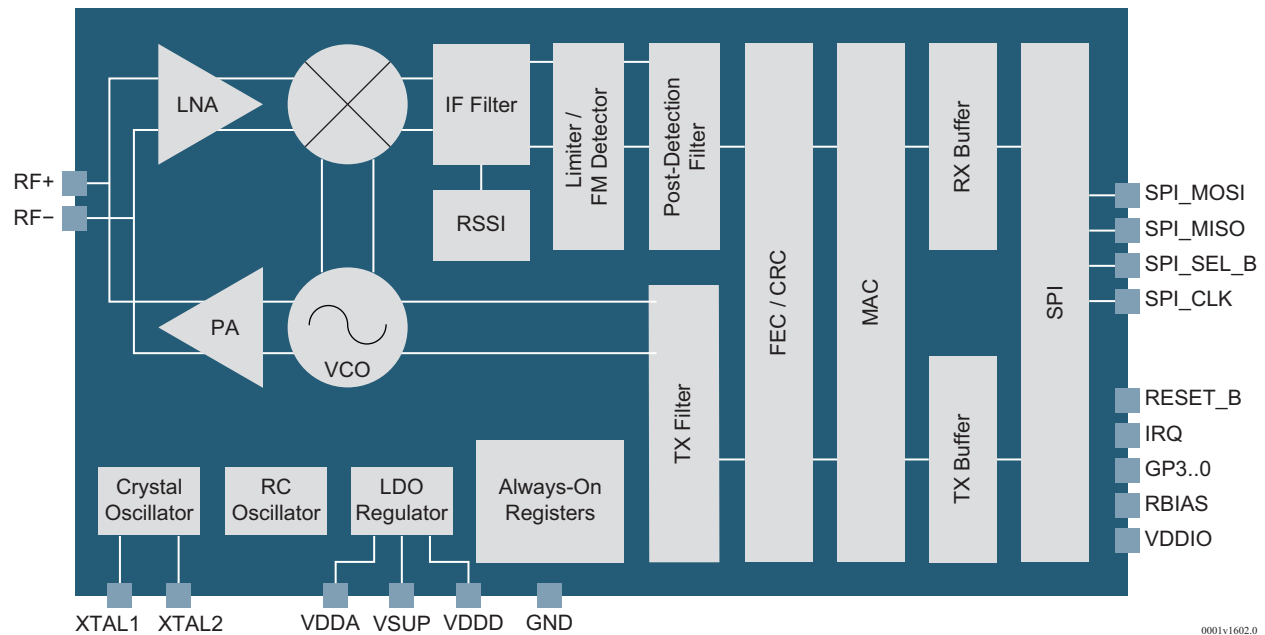 LNA
IF Filter
Limiter /
FM Detector
Post-Detection
Filter
FEC / CRC
MAC
RX Buffer
SPI
RF+
RF−
RSSI
SPI_MOSI
SPI_MISO
SPI_SEL_B
SPI_CLK
PA
VCO
TX Filter
TX Buffer
RESET_B
IRQ
GP3..0
RBIAS
VDDIO
Crystal
Oscillator
RC
Oscillator
LDO
Regulator
Always-On
Registers
XTAL1
XTAL2
VDDA
VSUP
VDDD
GND
0001v1602.0